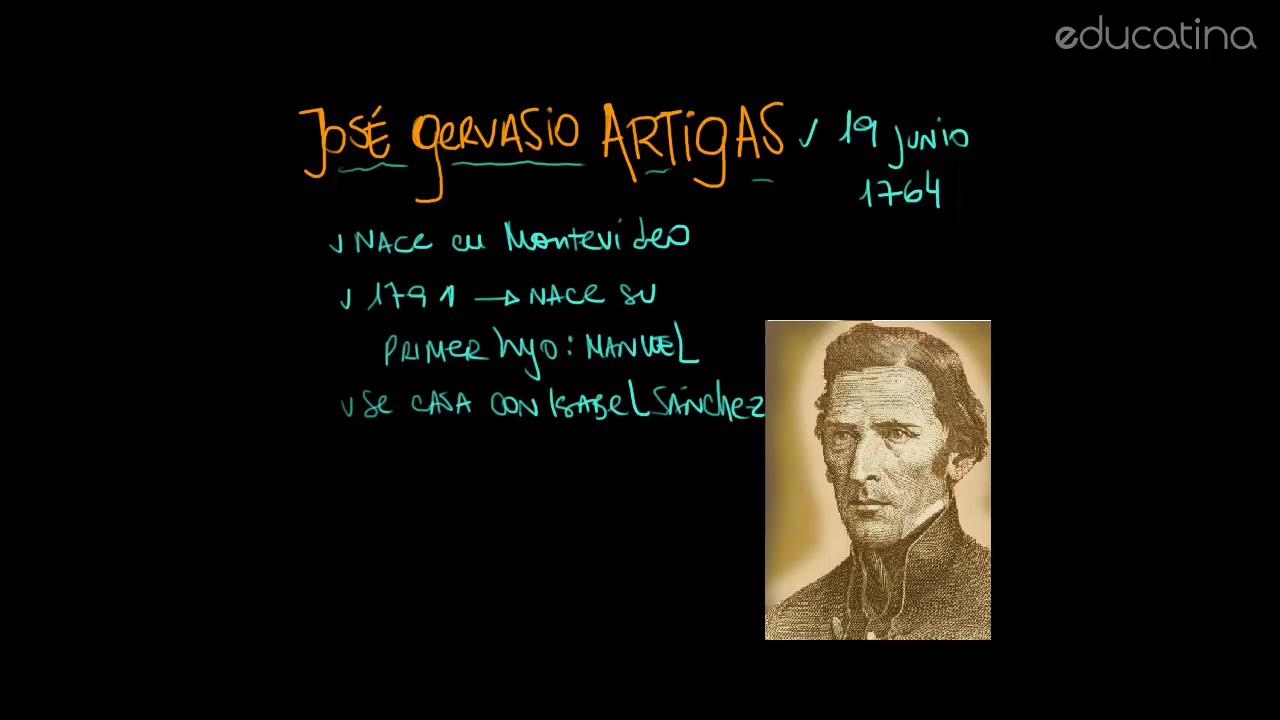 educatina
José Gervasio Artigas ✓ 19 junio
1764
✓ Nace en Montevideo
✓ 1791 → Nace su
primer hijo: Manuel
✓ Se casa con Isabel Sánchez